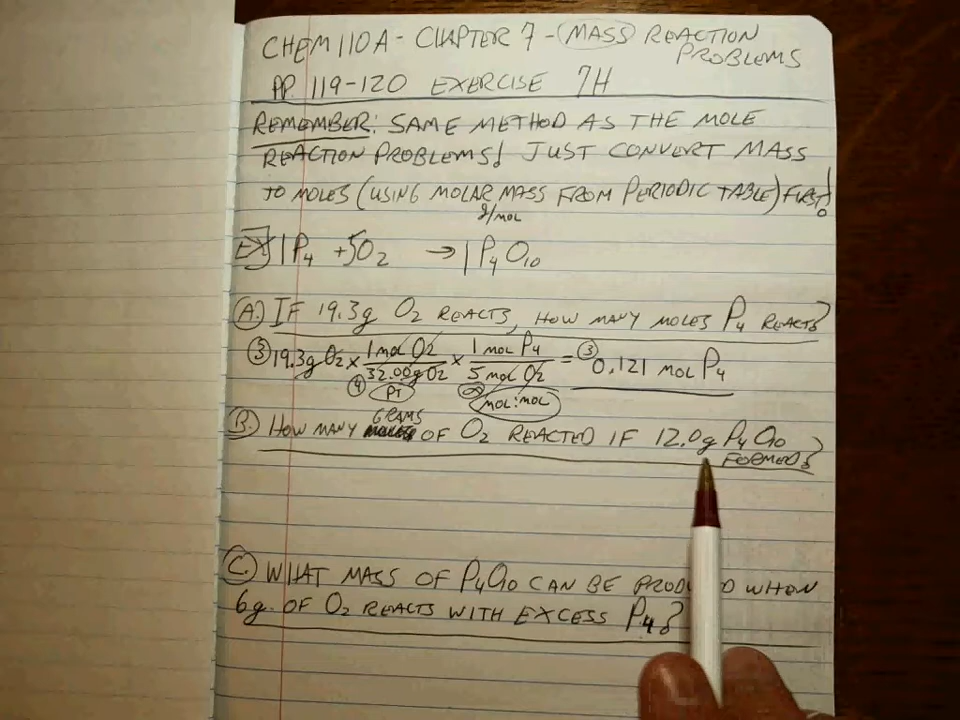 CHEM 110A - CHAPTER 7 - MASS REACTION
PROBLEMS
PP. 119-120 EXERCISE 7H
REMEMBER: SAME METHOD AS THE MOLE
REACTION PROBLEMS! JUST CONVERT MASS
TO MOLES (USING MOLAR MASS FROM PERIODIC TABLE) FIRST!
g/mol
EX 1P₄ + 5O₂ → 1P₄O₁₀
A. IF 19.3g O₂ REACTS, HOW MANY MOLES P₄ REACTS?
③ 19.3g O₂ × 1 mol O₂ / 32.00g O₂ × 1 mol P₄ / 5 mol O₂ = ③ 0.121 mol P₄
④ PT ∞ MOL:MOL
B. HOW MANY GRAMS OF O₂ REACTED IF 12.0g P₄O₁₀
FORMED?
C. WHAT MASS OF P₄O₁₀ CAN BE WHEN
6g. OF O₂ REACTS WITH EXCESS P₄?